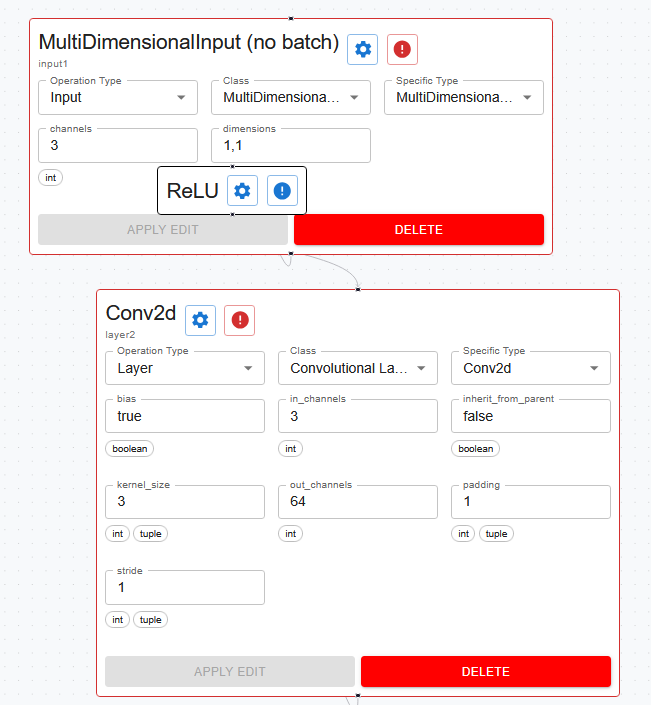 MultiDimensionalInput (no batch)
input1
Operation Type
Class
Specific Type
Input
MultiDimensiona...
MultiDimensiona...
channels
dimensions
3
1,1
int
ReLU
APPLY EDIT
DELETE
Conv2d
layer2
Operation Type
Class
Specific Type
Layer
Convolutional La...
Conv2d
bias
in_channels
inherit_from_parent
true
3
false
boolean
int
boolean
kernel_size
out_channels
padding
3
64
1
int tuple
int
int tuple
stride
1
int tuple
APPLY EDIT
DELETE